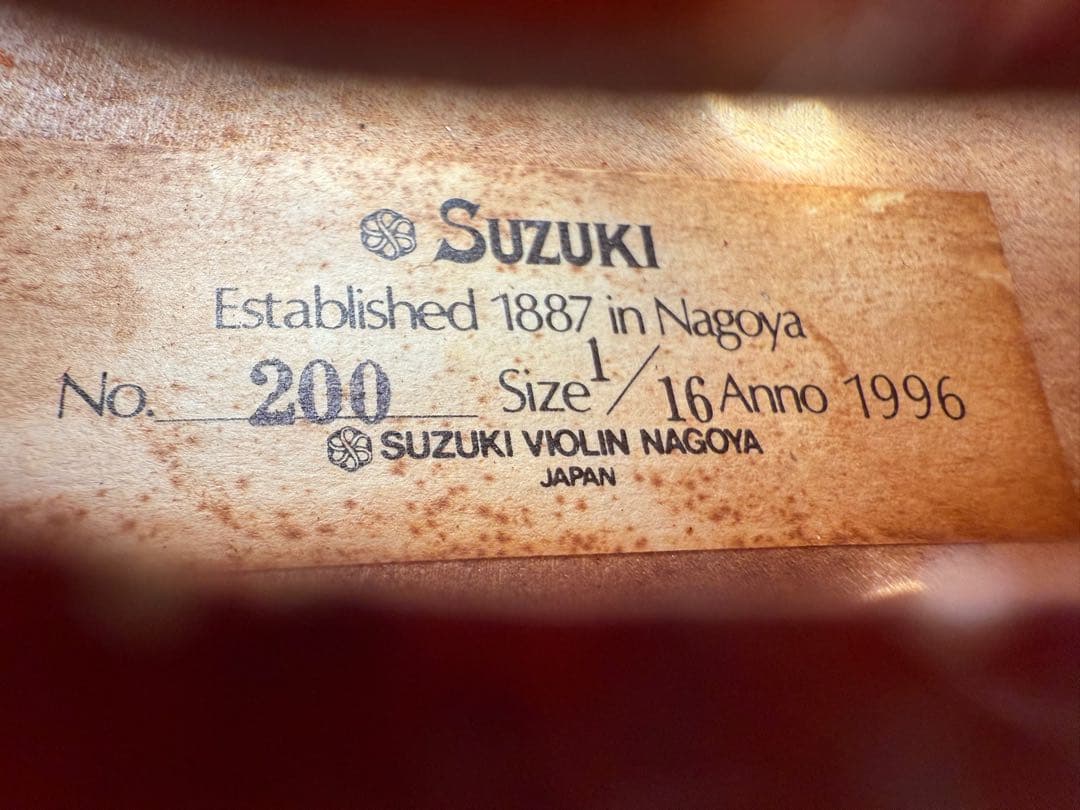 SUZUKI
Established 1887 in Nagoya
No. 200 Size 1/16 Anno 1996
SUZUKI VIOLIN NAGOYA
JAPAN